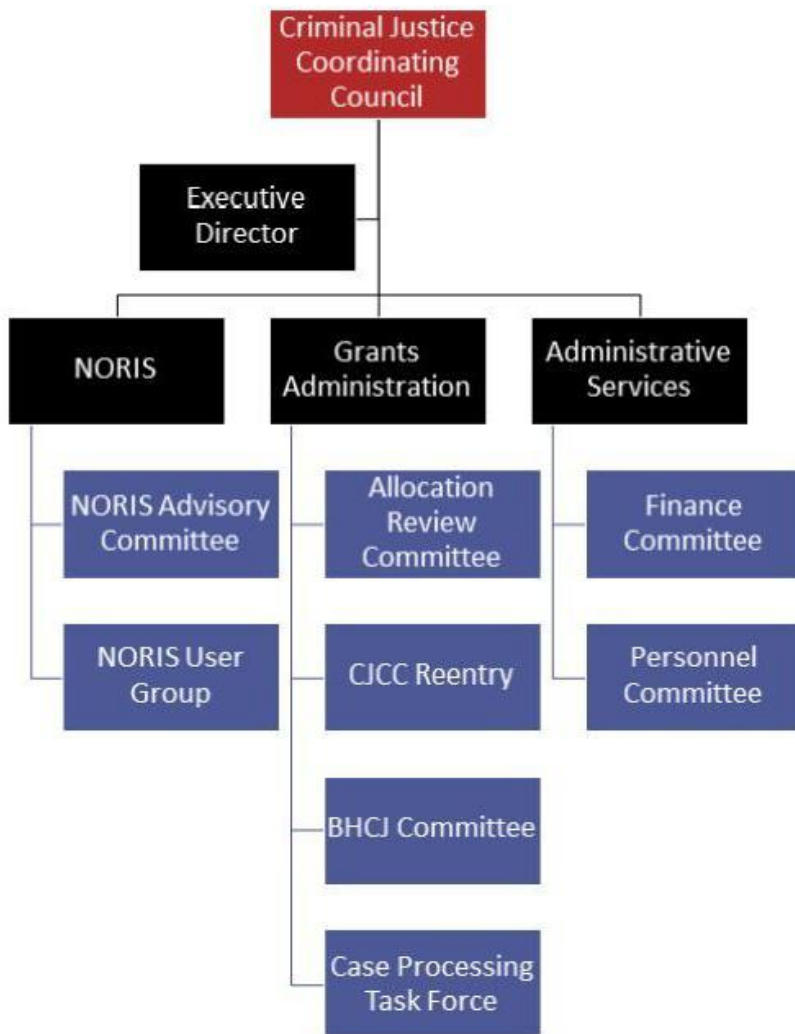 Criminal Justice
Coordinating
Council
Executive
Director
NORIS
Grants
Administration
Administrative
Services
NORIS Advisory
Committee
Allocation
Review
Committee
Finance
Committee
NORIS User
Group
CJCC Reentry
Personnel
Committee
BHCJ Committee
Case Processing
Task Force